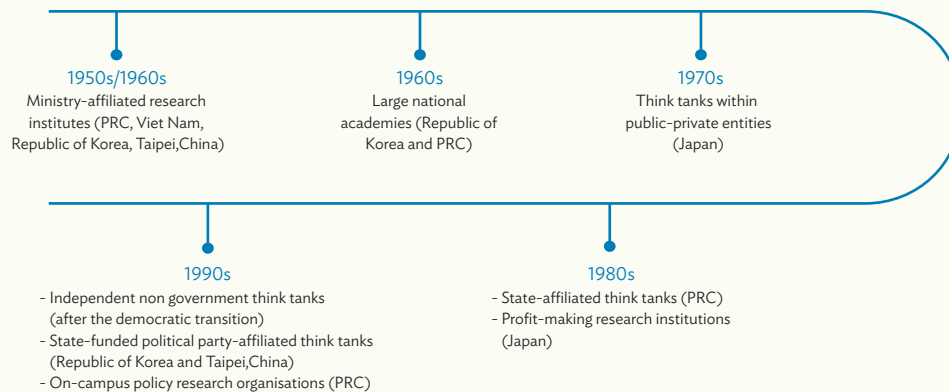 1950s/1960s
Ministry-affiliated research
institutes (PRC, Viet Nam,
Republic of Korea, Taipei,China)
1960s
Large national
academies (Republic of
Korea and PRC)
1970s
Think tanks within
public-private entities
(Japan)
1980s
- State-affiliated think tanks (PRC)
- Profit-making research institutions
(Japan)
1990s
- Independent non government think tanks
(after the democratic transition)
- State-funded political party-affiliated think tanks
(Republic of Korea and Taipei,China)
- On-campus policy research organisations (PRC)